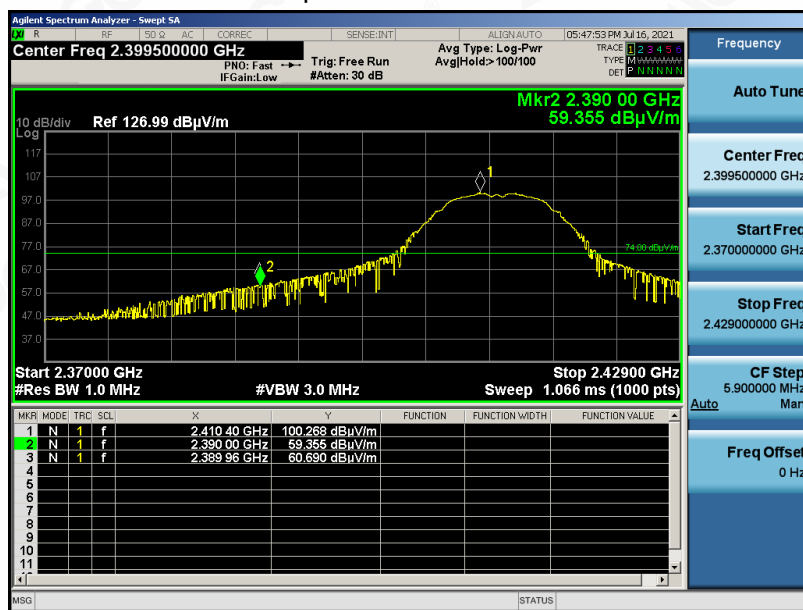 Agilent Spectrum Analyzer - Swept SA
LXI R RF 50 Ω AC CORREC SENSE:INT ALIGN AUTO 05:47:53 PM Jul 16, 2021
Center Freq 2.399500000 GHz
PNO: Fast
IFGain:Low
Trig: Free Run
#Atten: 30 dB
Avg Type: Log-Pwr
Avg|Hold:>100/100
TRACE 1 2 3 4 5 6
TYPE M
DET P N N N N N
Frequency
Auto Tune
Center Freq
2.399500000 GHz
Start Freq
2.370000000 GHz
Stop Freq
2.429000000 GHz
CF Step
5.900000 MHz
Auto Man
Freq Offset
0 Hz
Mkr2 2.390 00 GHz
59.355 dBµV/m
10 dB/div Ref 126.99 dBµV/m
Log
117
107
97.0
87.0
77.0
67.0
57.0
47.0
37.0
1
2
74.00 dBµV/m
Start 2.37000 GHz Stop 2.42900 GHz
#Res BW 1.0 MHz #VBW 3.0 MHz Sweep 1.066 ms (1000 pts)
MKR MODE TRC SCL X Y FUNCTION FUNCTION WIDTH FUNCTION VALUE
1 N 1 f 2.410 40 GHz 100.268 dBµV/m
2 N 1 f 2.390 00 GHz 59.355 dBµV/m
3 N 1 f 2.389 96 GHz 60.690 dBµV/m
4
5
6
7
8
9
10
11
MSG STATUS